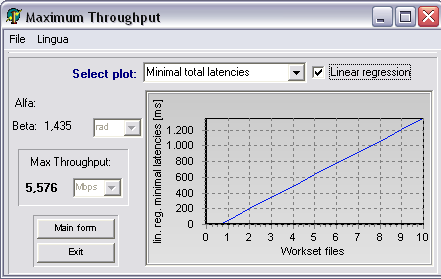 Maximum Throughput
File Lingua
Select plot: Minimal total latencies Linear regression
Alfa:
Beta: 1,435 rad
Max Throughput:
5,576 Mbps
Main form
Exit
lin. reg. minimal latencies [ms]
1.200
1.000
800
600
400
200
0
0 1 2 3 4 5 6 7 8 9 10
Workset files